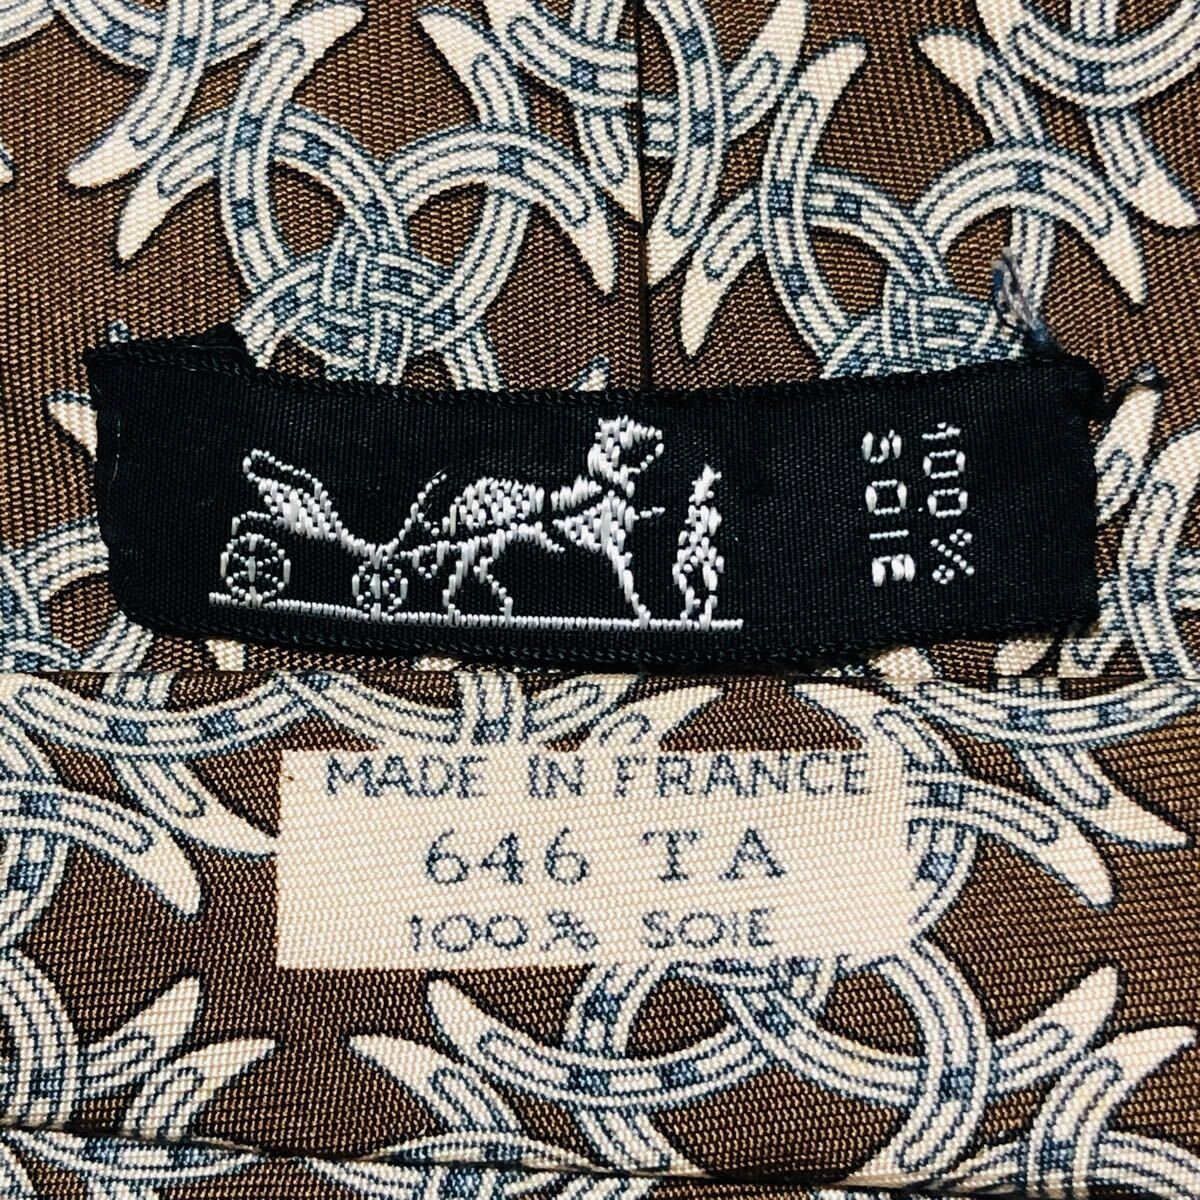 100%
SOIE
MADE IN FRANCE
646 TA
100% SOIE